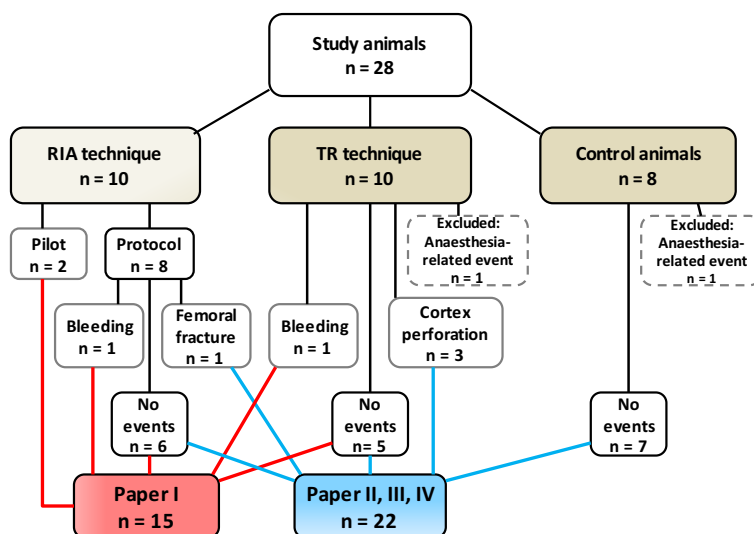 Study animals
n = 28
RIA technique
n = 10
TR technique
n = 10
Control animals
n = 8
Pilot
n = 2
Protocol
n = 8
Excluded:
Anaesthesia-
related event
n = 1
Excluded:
Anaesthesia-
related event
n = 1
Bleeding
n = 1
Femoral
fracture
n = 1
Bleeding
n = 1
Cortex
perforation
n = 3
No
events
n = 6
No
events
n = 5
No
events
n = 7
Paper I
n = 15
Paper II, III, IV
n = 22